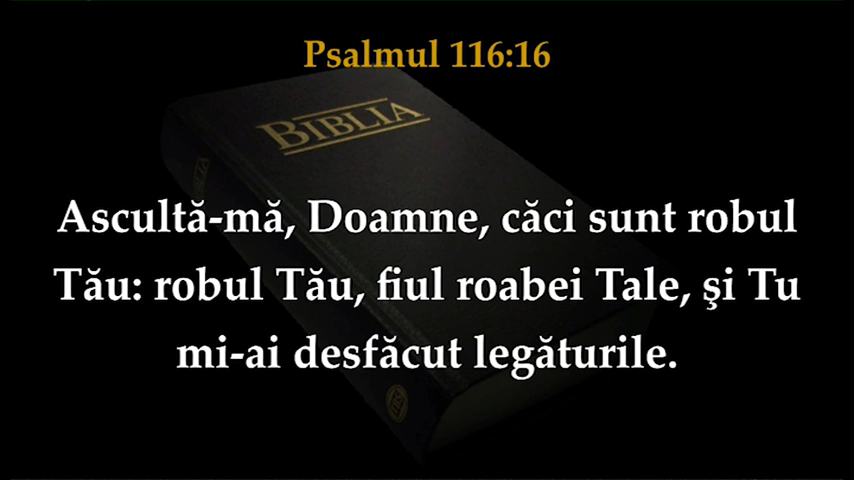 Psalmul 116:16
BIBLIA
Ascultă-mă, Doamne, căci sunt robul
Tău: robul Tău, fiul roabei Tale, şi Tu
mi-ai desfăcut legăturile.